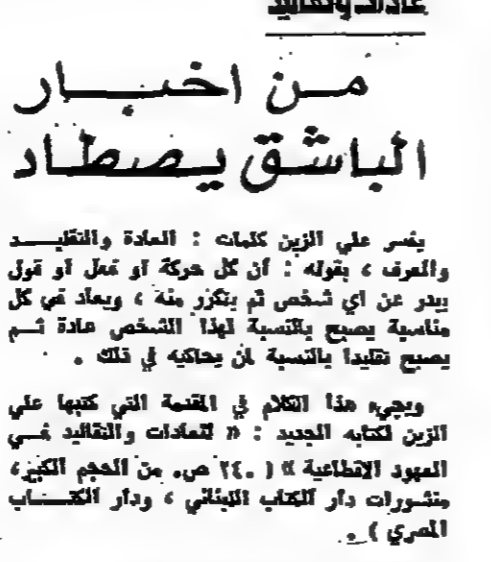 عادات وتقاليد
من اخبار
الباشق يصطاد
يفسر علي الزين كلمات : العادة والتقليد
والعرف ، بقوله : أن كل حركة أو فعل أو قول
يبدر عن اي شخص ثم يتكرر منه ، ويعاد في كل
مناسبة يصبح بالنسبة لهذا الشخص عادة ثم
يصبح تقليدا بالنسبة لمن يحاكيه في ذلك .
ويجيء هذا الكلام في المقدمة التي كتبها علي
الزين لكتابه الجديد : « للعادات والتقاليد في
العهود الاقطاعية » ( ٢٤٠ ص. من الحجم الكبير،
منشورات دار الكتاب اللبناني ، ودار الكتاب
المصري ) .